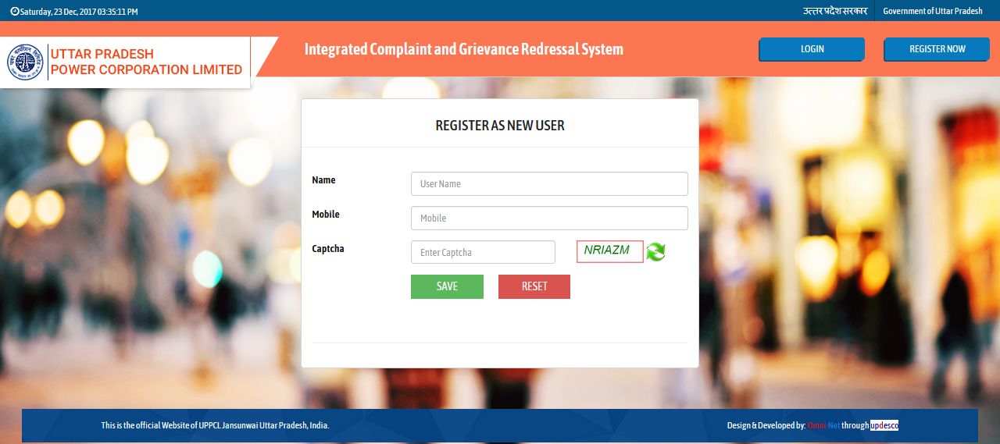 Saturday, 23 Dec, 2017 03:35:11 PM
उत्तर प्रदेश सरकार
Government of Uttar Pradesh
UTTAR PRADESH
POWER CORPORATION LIMITED
Integrated Complaint and Grievance Redressal System
LOGIN
REGISTER NOW
REGISTER AS NEW USER
Name
User Name
Mobile
Mobile
Captcha
Enter Captcha
NRIAZM
SAVE
RESET
This is the official Website of UPPCL Jansunwai Uttar Pradesh, India.
Design & Developed by: Omni-Net through updesco